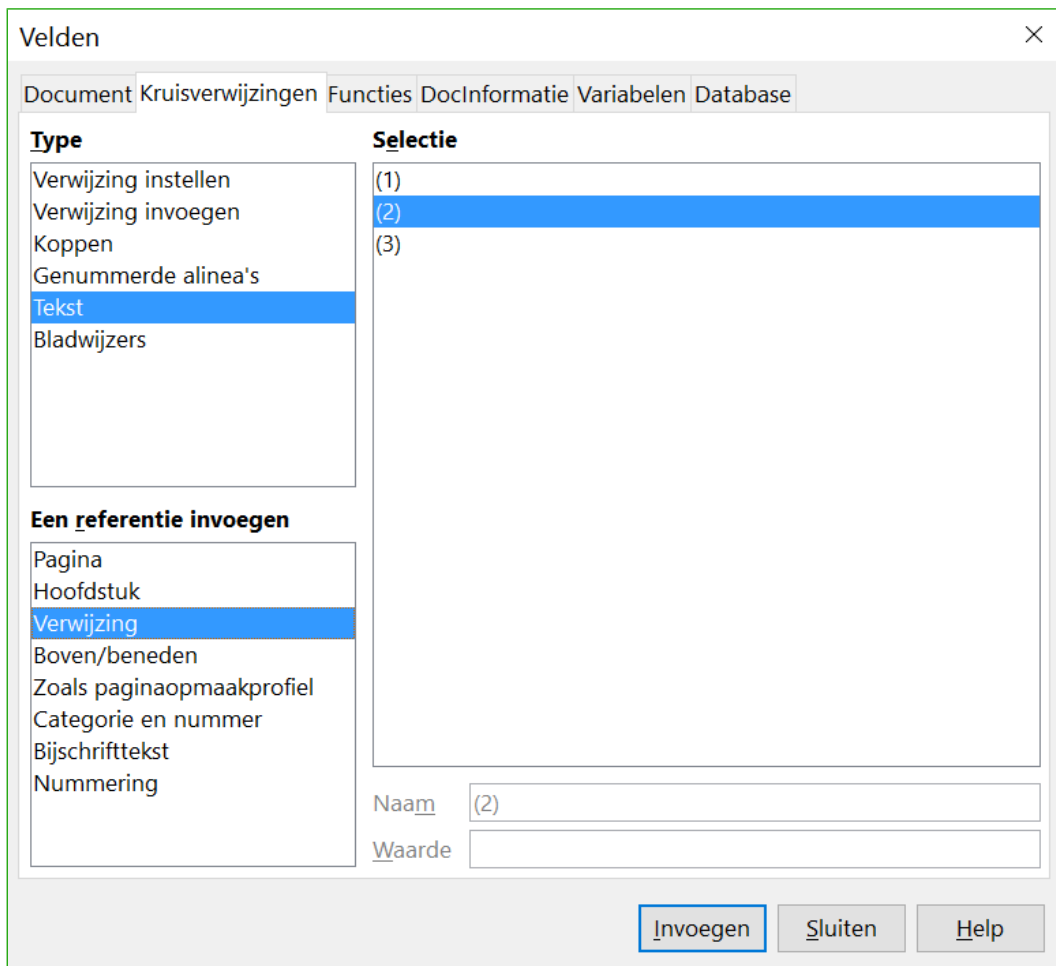 Velden
Document Kruisverwijzingen Functies DocInformatie Variabelen Database
Type
Verwijzing instellen
Verwijzing invoegen
Koppen
Genummerde alinea's
Tekst
Bladwijzers
Een referentie invoegen
Pagina
Hoofdstuk
Verwijzing
Boven/beneden
Zoals paginaopmaakprofiel
Categorie en nummer
Bijschrifttekst
Nummering
Selectie
(1)
(2)
(3)
Naam (2)
Waarde
Invoegen Sluiten Help